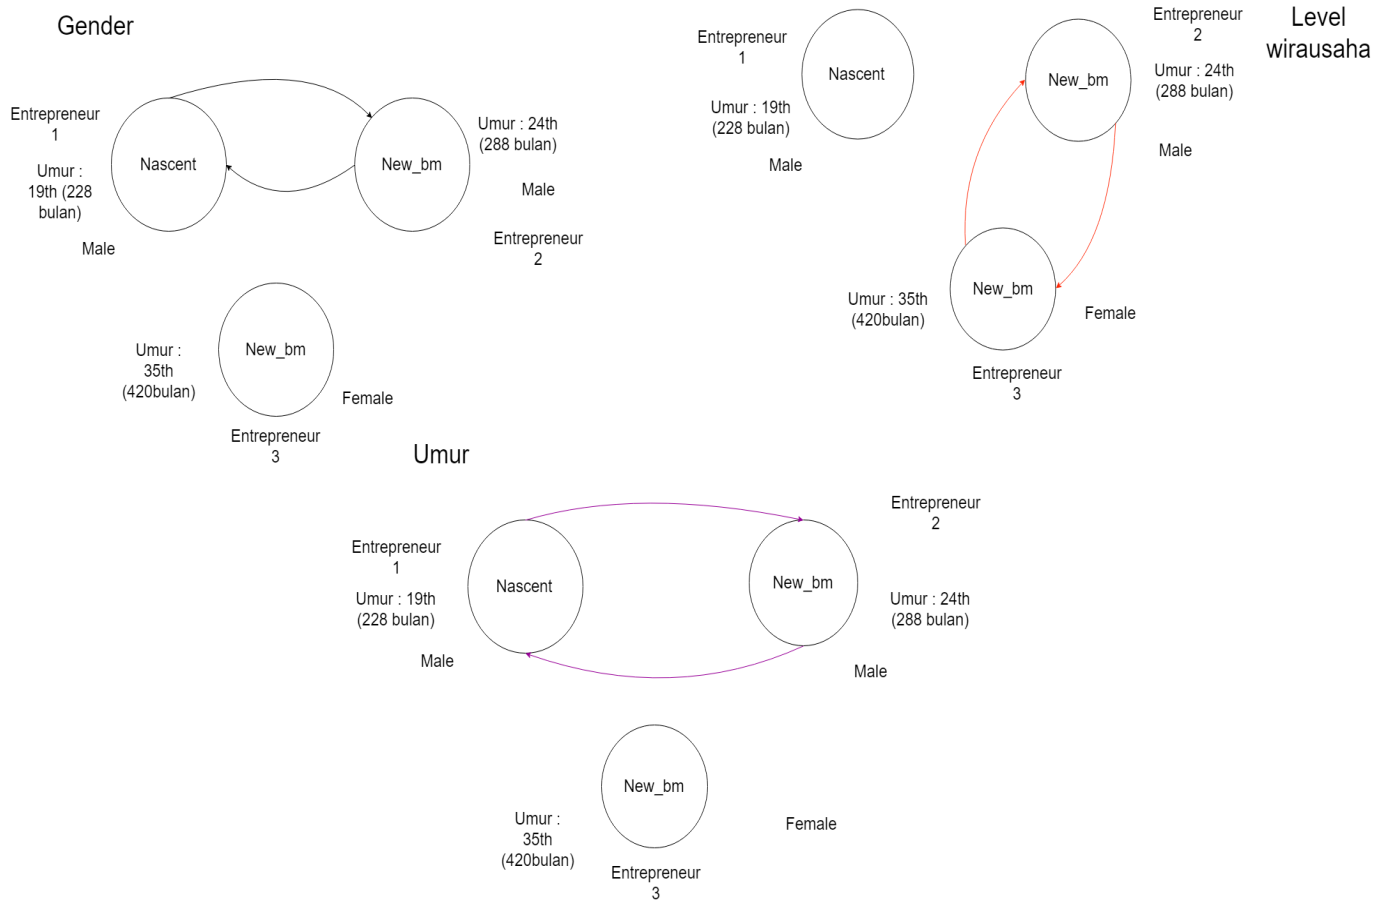 Gender
Entrepreneur
1
Umur :
19th (228
bulan)
Male
Nascent
New_bm
Umur : 24th
(288 bulan)
Male
Entrepreneur
2
New_bm
Umur :
35th
(420bulan)
Female
Entrepreneur
3
Level
wirausaha
Entrepreneur
1
Umur : 19th
(228 bulan)
Male
Nascent
New_bm
Entrepreneur
2
Umur : 24th
(288 bulan)
Male
New_bm
Umur : 35th
(420bulan)
Female
Entrepreneur
3
Umur
Entrepreneur
1
Umur : 19th
(228 bulan)
Male
Nascent
New_bm
Entrepreneur
2
Umur : 24th
(288 bulan)
Male
New_bm
Umur :
35th
(420bulan)
Female
Entrepreneur
3